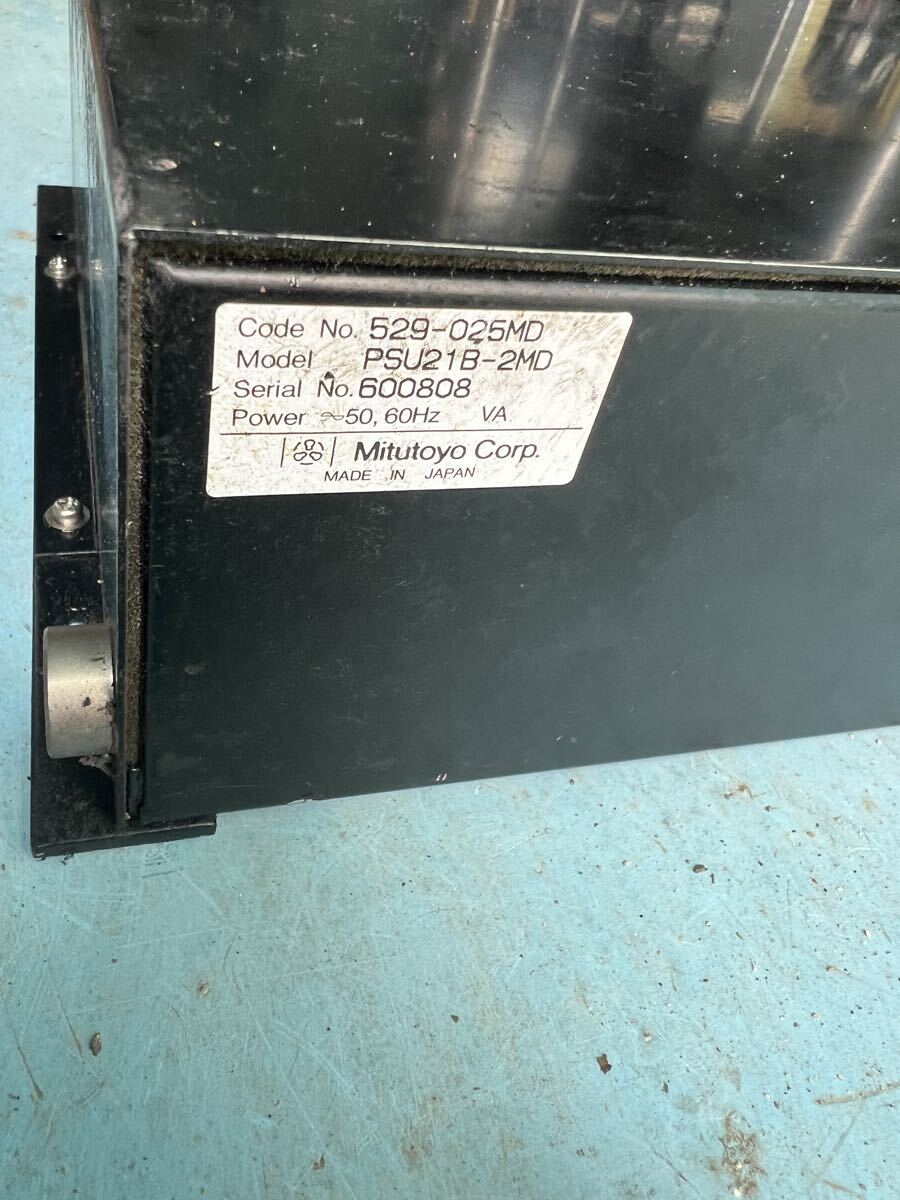 Code No. 529-025MD
Model PSU21B-2MD
Serial No. 600808
Power ~50, 60Hz VA
Mitutoyo Corp.
MADE IN JAPAN